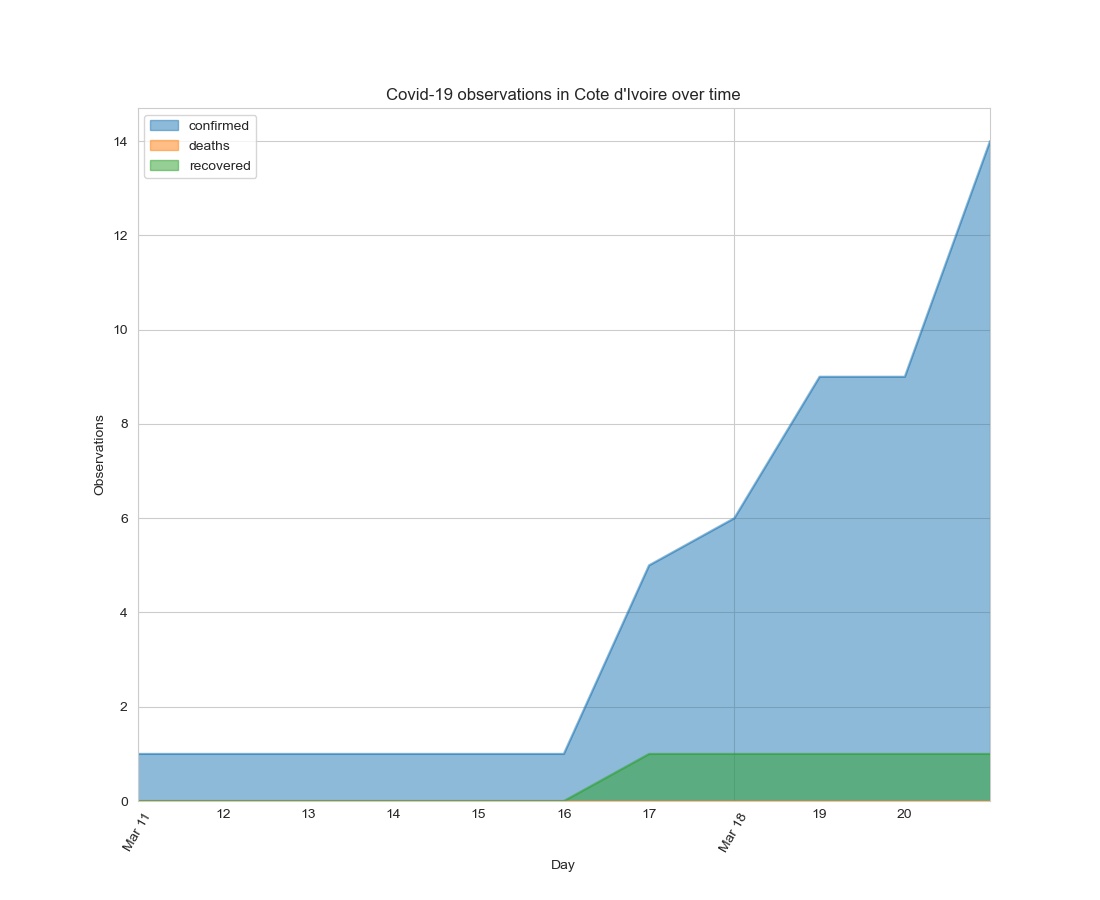 Covid-19 observations in Cote d'Ivoire over time
confirmed
deaths
recovered
14
12
10
8
6
4
2
0
Observations
Mar 11
12
13
14
15
16
17
Mar 18
19
20
Day